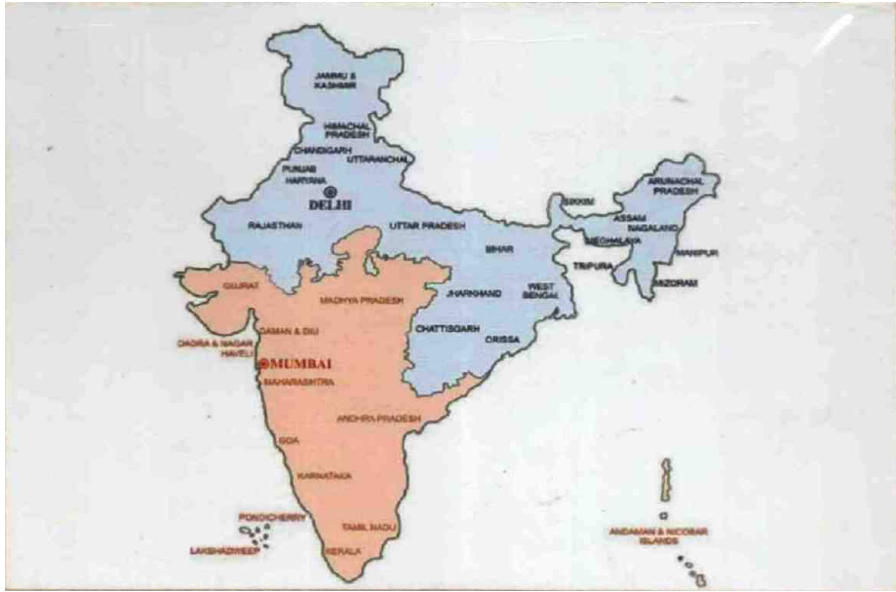 JAMMU &
KASHMIR
HIMACHAL
PRADESH
CHANDIGARH
UTTARANCHAL
PUNJAB
HARYANA
DELHI
ARUNACHAL
PRADESH
SIKKIM
ASSAM
NAGALAND
RAJASTHAN
UTTAR PRADESH
BIHAR
MEGHALAYA
MANIPUR
TRIPURA
MIZORAM
GUJRAT
MADHYA PRADESH
JHARKHAND
WEST
BENGAL
DAMAN & DIU
CHATTISGARH
ORISSA
DADRA & NAGAR
HAVELI
MUMBAI
MAHARASHTRA
ANDHRA PRADESH
GOA
KARNATAKA
PONDICHERRY
TAMIL NADU
LAKSHADWEEP
KERALA
ANDAMAN & NICOBAR
ISLANDS